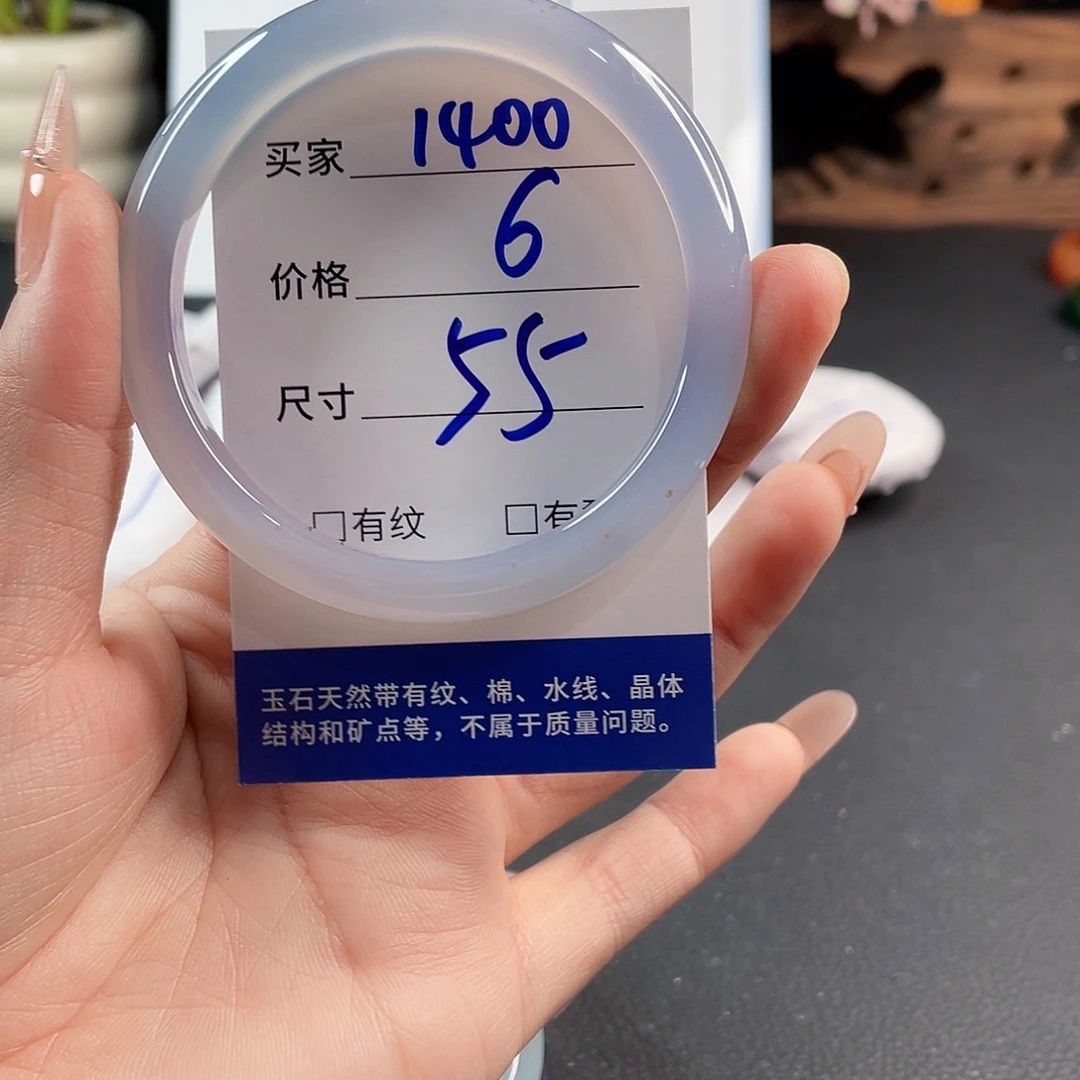 买家 1400
价格 6
尺寸 55
□有纹 □有
玉石天然带有纹、棉、水线、晶体
结构和矿点等，不属于质量问题。